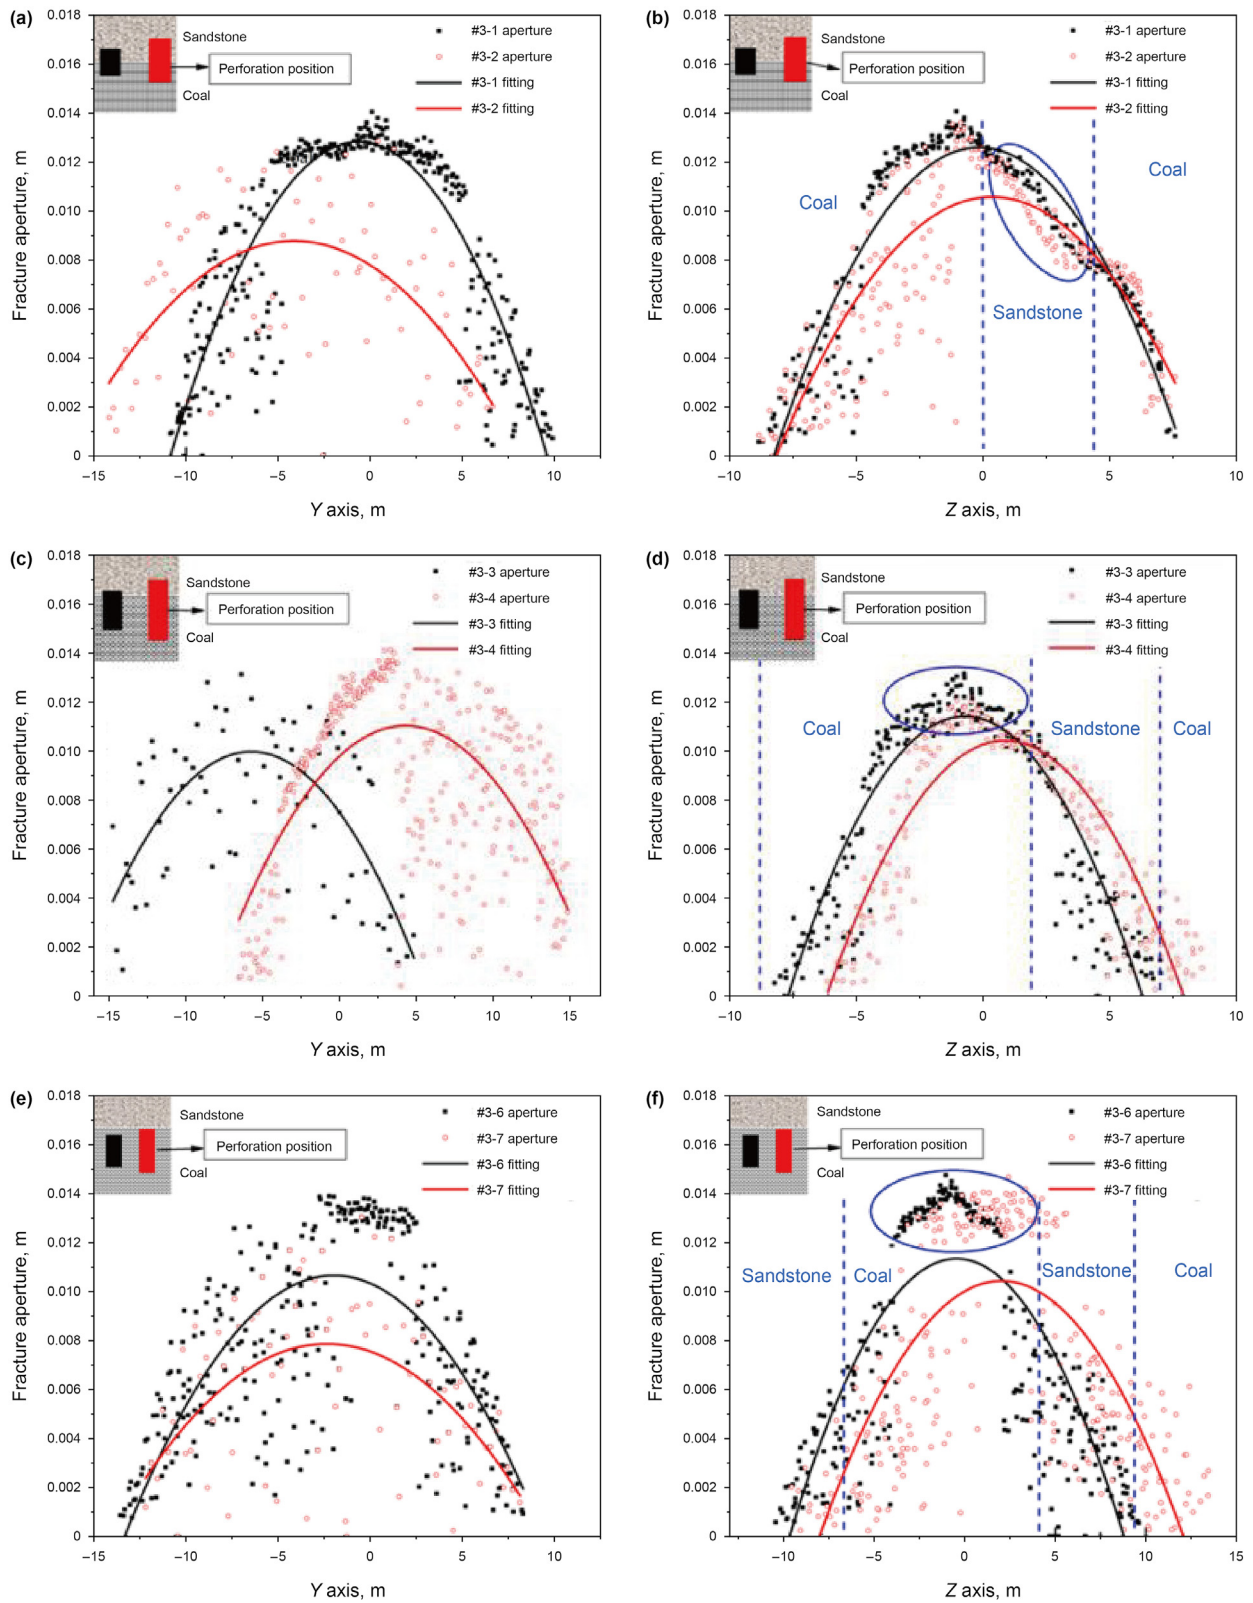 (a)
0.018
0.016
0.014
0.012
0.010
0.008
0.006
0.004
0.002
0
Fracture aperture, m
Sandstone
Perforation position
Coal
#3-1 aperture
#3-2 aperture
#3-1 fitting
#3-2 fitting
−15 −10 −5 0 5 10
Y axis, m
(b)
0.018
0.016
0.014
0.012
0.010
0.008
0.006
0.004
0.002
0
Fracture aperture, m
Sandstone
Perforation position
Coal
#3-1 aperture
#3-2 aperture
#3-1 fitting
#3-2 fitting
Coal
Coal
Sandstone
−10 −5 0 5 10
Z axis, m
(c)
0.018
0.016
0.014
0.012
0.010
0.008
0.006
0.004
0.002
0
Fracture aperture, m
Sandstone
Perforation position
Coal
#3-3 aperture
#3-4 aperture
#3-3 fitting
#3-4 fitting
−15 −10 −5 0 5 10 15
Y axis, m
(d)
0.018
0.016
0.014
0.012
0.010
0.008
0.006
0.004
0.002
0
Fracture aperture, m
Sandstone
Perforation position
Coal
#3-3 aperture
#3-4 aperture
#3-3 fitting
#3-4 fitting
Coal Sandstone Coal
−10 −5 0 5 10
Z axis, m
(e)
0.018
0.016
0.014
0.012
0.010
0.008
0.006
0.004
0.002
0
Fracture aperture, m
Sandstone
Perforation position
Coal
#3-6 aperture
#3-7 aperture
#3-6 fitting
#3-7 fitting
−15 −10 −5 0 5 10
Y axis, m
(f)
0.018
0.016
0.014
0.012
0.010
0.008
0.006
0.004
0.002
0
Fracture aperture, m
Sandstone
Perforation position
Coal
#3-6 aperture
#3-7 aperture
#3-6 fitting
#3-7 fitting
Sandstone Coal Sandstone Coal
−10 −5 0 5 10 15
Z axis, m